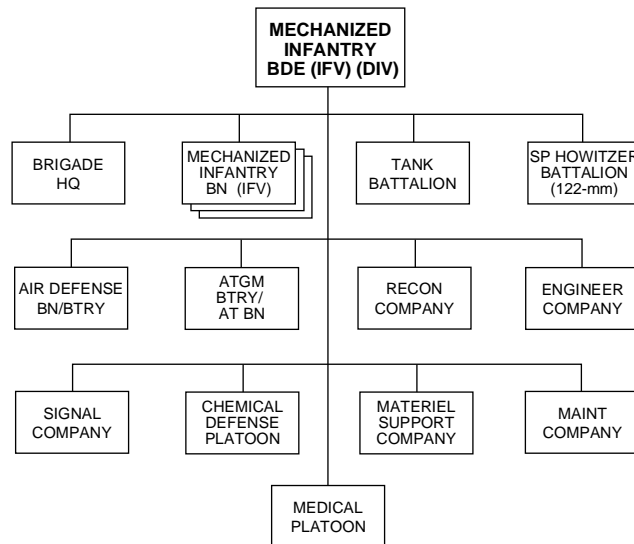 MECHANIZED
INFANTRY
BDE (IFV) (DIV)
BRIGADE
HQ
MECHANIZED
INFANTRY
BN (IFV)
TANK
BATTALION
SP HOWITZER
BATTALION
(122-mm)
AIR DEFENSE
BN/BTRY
ATGM
BTRY/
AT BN
RECON
COMPANY
ENGINEER
COMPANY
SIGNAL
COMPANY
CHEMICAL
DEFENSE
PLATOON
MATERIEL
SUPPORT
COMPANY
MAINT
COMPANY
MEDICAL
PLATOON